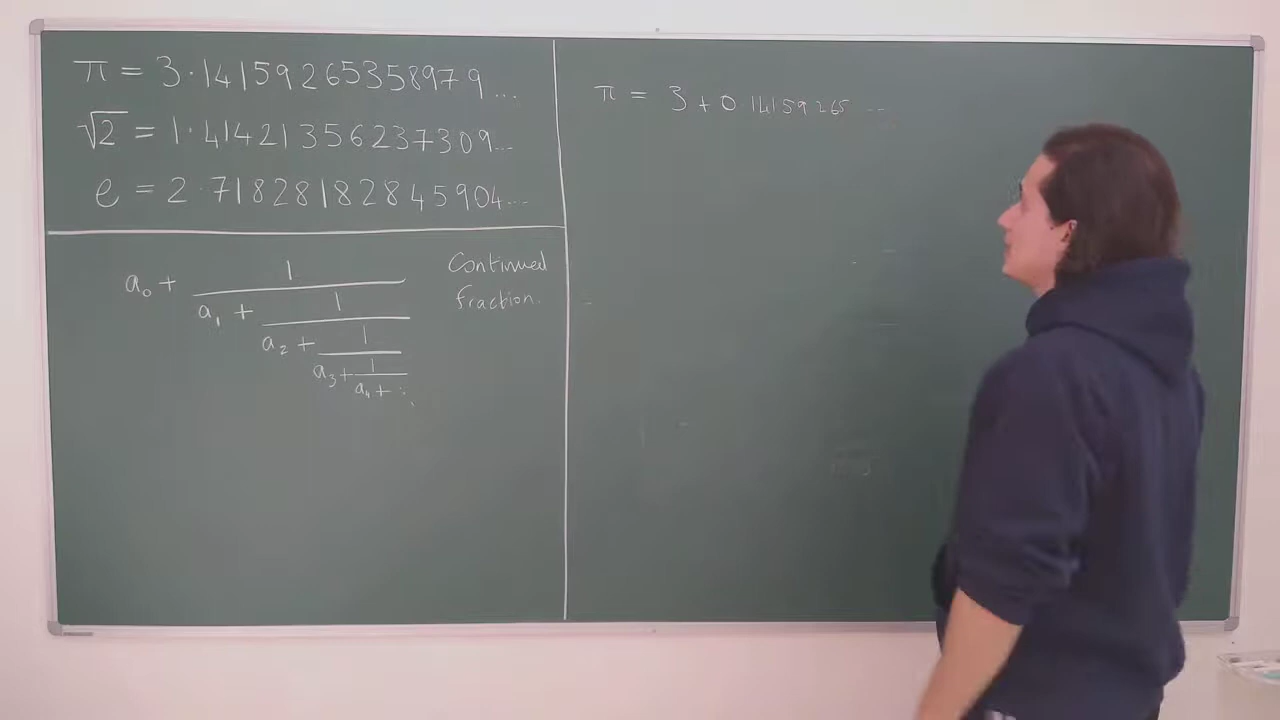 π = 3.14159265358979...
√2 = 1.41421356237309...
e = 2.71828182845904...
a₀ + 1
a₁ + 1
a₂ + 1
a₃ + 1
a₄ + ⋱
Continued
fraction.
π = 3 + 0.14159265 ...